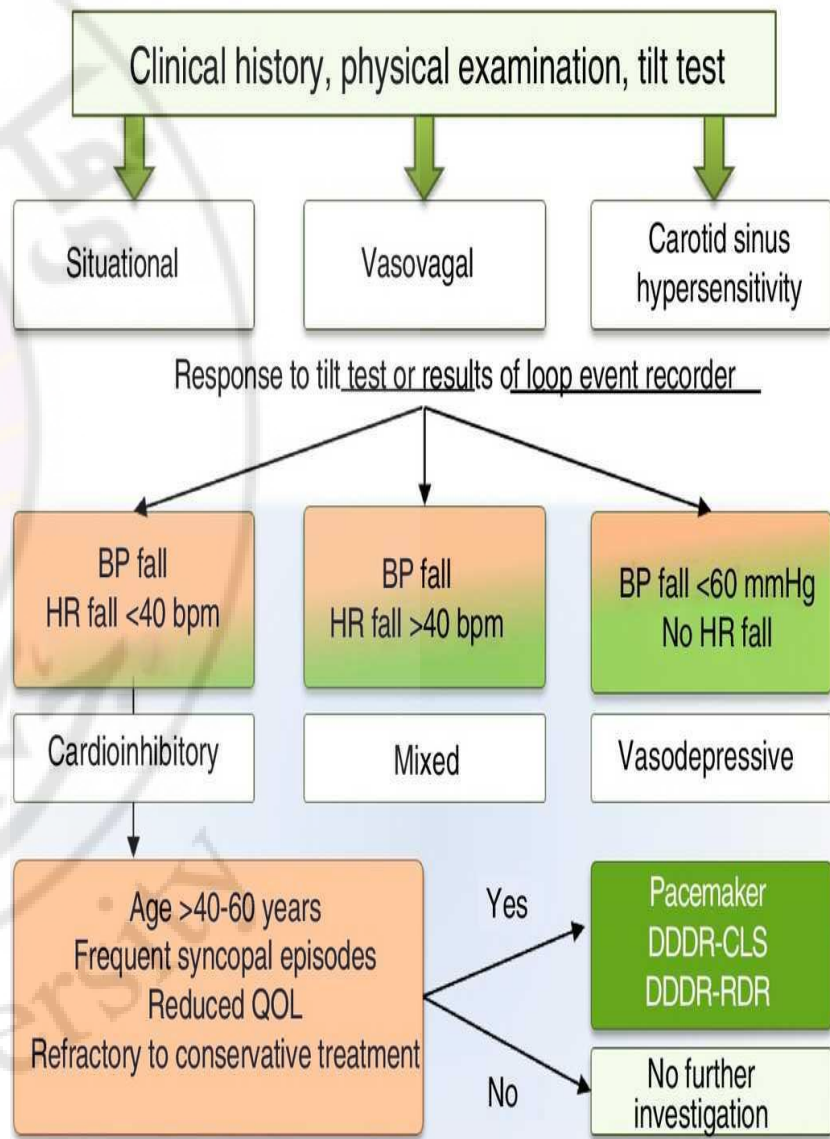 Clinical history, physical examination, tilt test
Situational
Vasovagal
Carotid sinus
hypersensitivity
Response to tilt test or results of loop event recorder
BP fall
HR fall <40 bpm
BP fall
HR fall >40 bpm
BP fall <60 mmHg
No HR fall
Cardioinhibitory
Mixed
Vasodepressive
Age >40-60 years
Frequent syncopal episodes
Reduced QOL
Refractory to conservative treatment
Yes
No
Pacemaker
DDDR-CLS
DDDR-RDR
No further
investigation
ersity